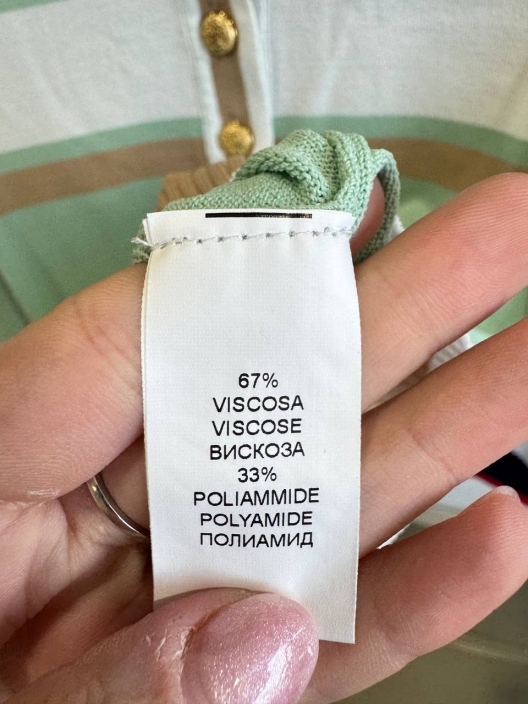 67%
VISCOSA
VISCOSE
ВИСКОЗА
33%
POLIAMMIDE
POLYAMIDE
ПОЛИАМИД